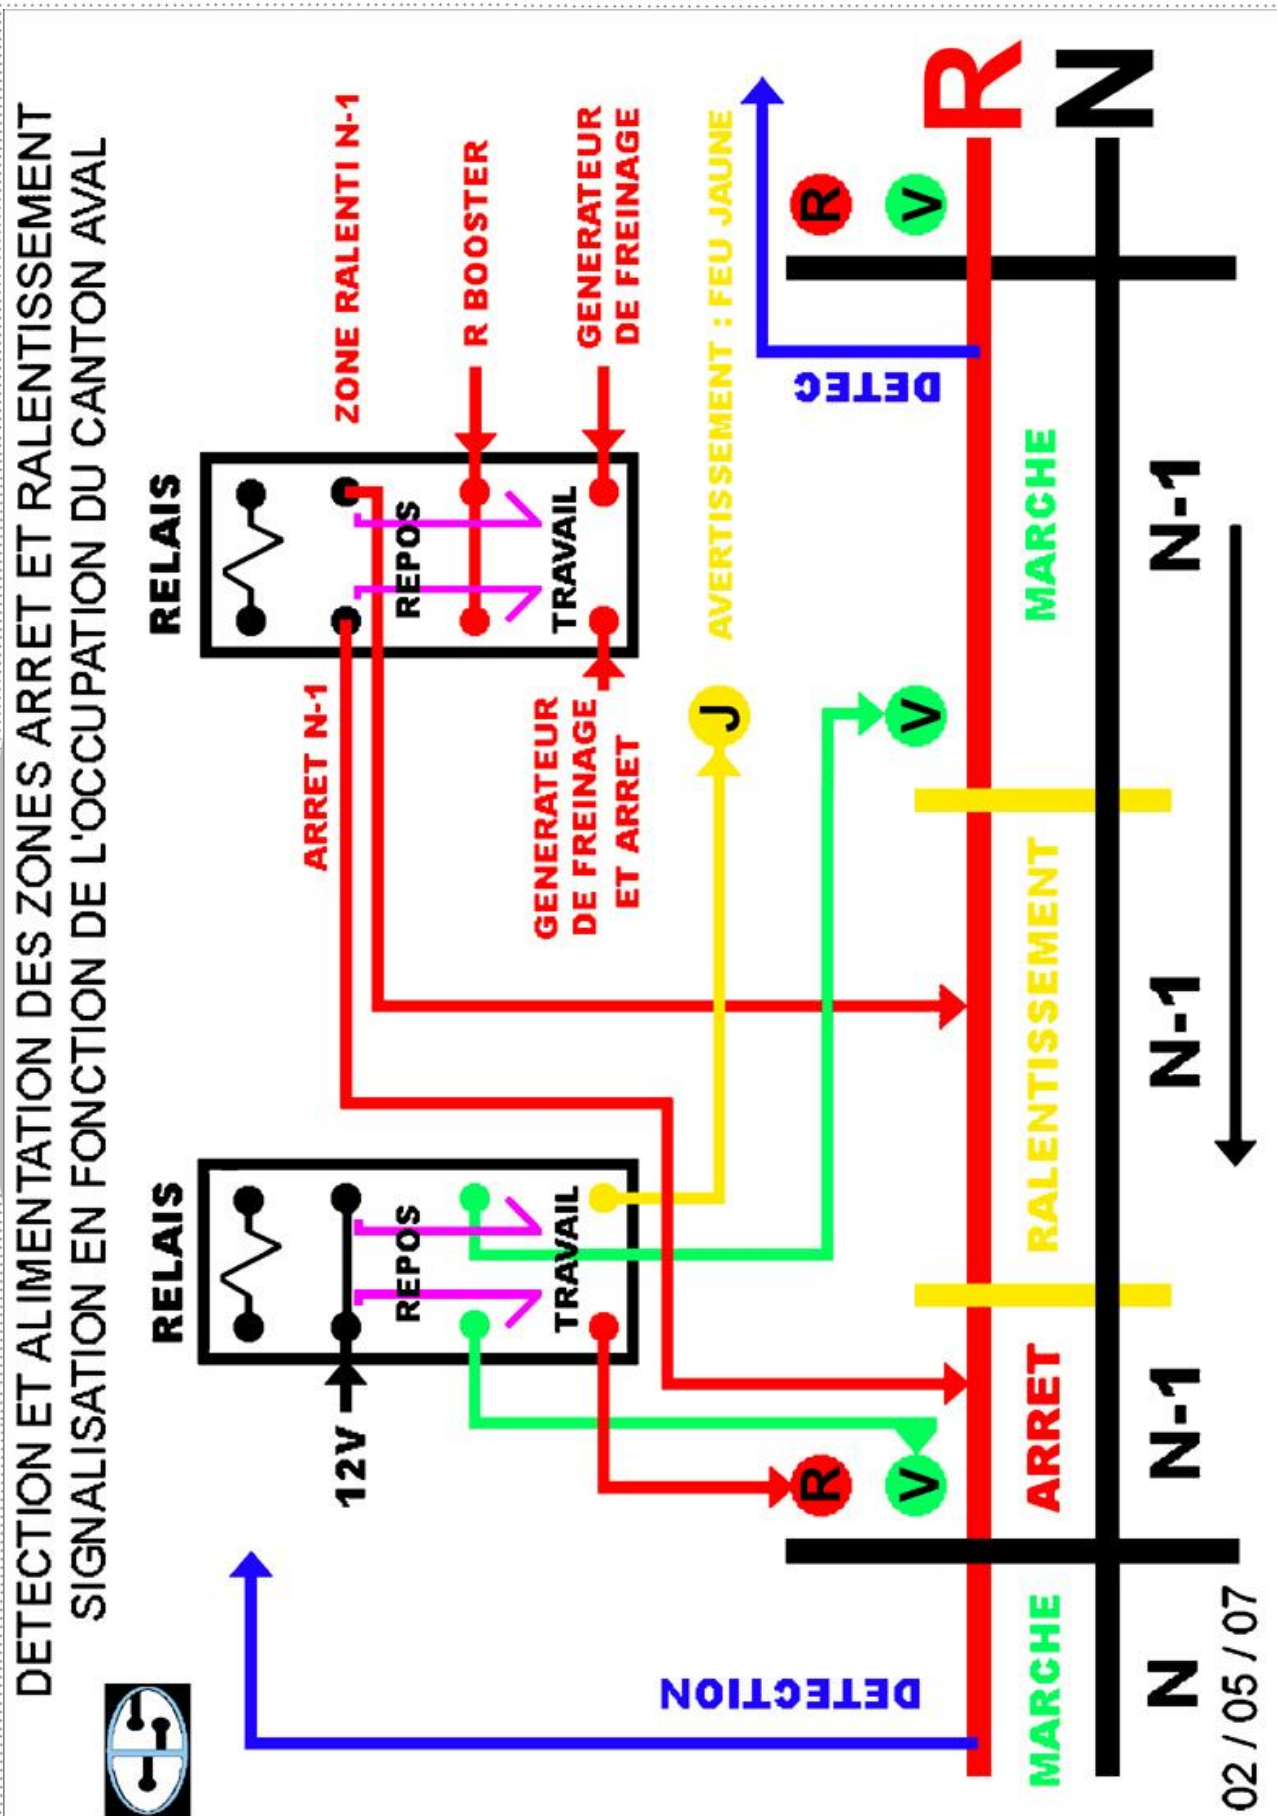 DETECTION ET ALIMENTATION DES ZONES ARRET ET RALENTISSEMENT
SIGNALISATION EN FONCTION DE L'OCCUPATION DU CANTON AVAL
RELAIS
RELAIS
12V
REPOS
TRAVAIL
ARRET N-1
REPOS
TRAVAIL
ZONE RALENTI N-1
R BOOSTER
GENERATEUR
DE FREINAGE
GENERATEUR
DE FREINAGE
ET ARRET
J
AVERTISSEMENT : FEU JAUNE
DETECTION
R
V
V
DETEC
R
V
R
N
MARCHE
ARRET
RALENTISSEMENT
MARCHE
N
N-1
N-1
N-1
02 / 05 / 07